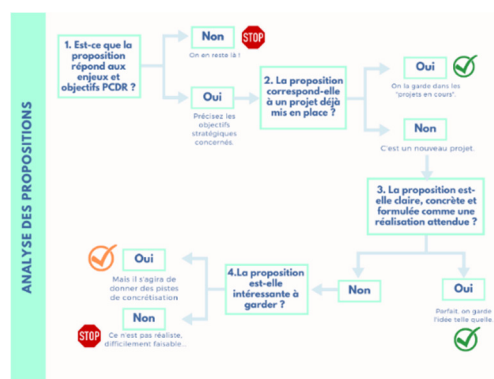 ANALYSE DES PROPOSITIONS
1. Est-ce que la
proposition
répond aux
enjeux et
objectifs PCDR ?
Non
STOP
On en reste là !
Oui
Précisez les
objectifs
stratégiques
concernés.
2. La proposition
correspond-elle
à un projet déjà
mis en place ?
Oui
On la garde dans les
"projets en cours".
Non
C'est un nouveau projet.
3. La proposition est-
elle claire, concrète et
formulée comme une
réalisation attendue ?
Oui
Parfait, on garde
l'idée telle quelle.
Non
4.La proposition
est-elle
intéressante à
garder ?
Oui
Mais il s'agira de
donner des pistes
de concrétisation
Non
STOP
Ce n'est pas réaliste,
difficilement faisable...